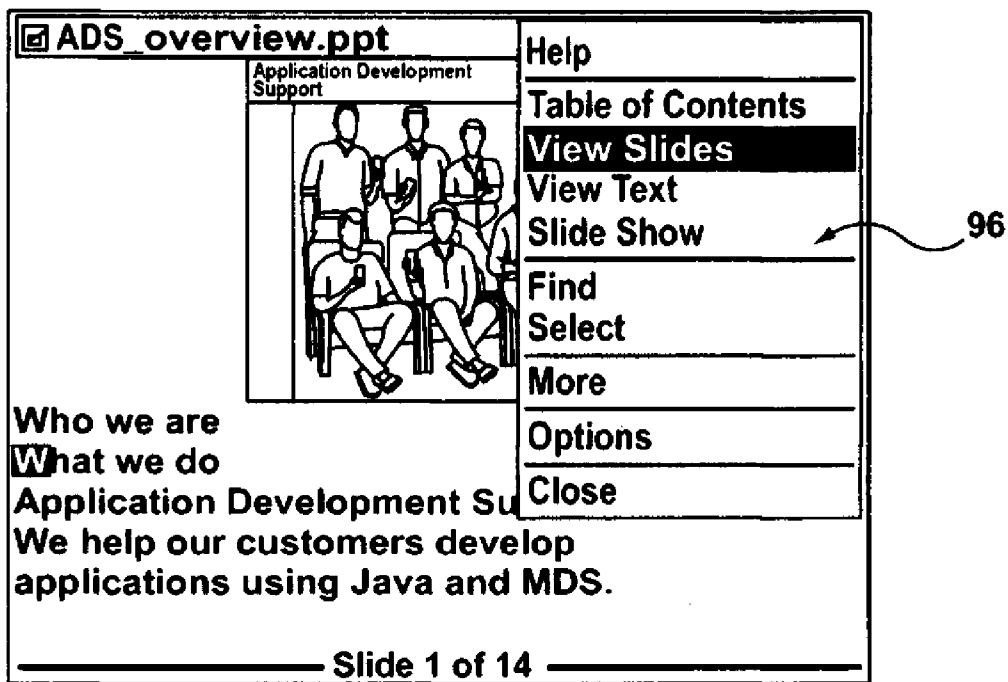 ADS_overview.ppt
Application Development
Support
Who we are
What we do
Application Development Su
We help our customers develop
applications using Java and MDS.
Slide 1 of 14
Help
Table of Contents
View Slides
View Text
Slide Show
Find
Select
More
Options
Close
96